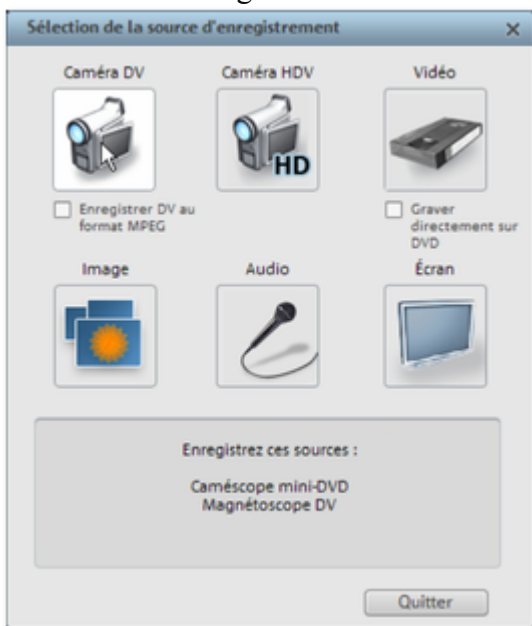 Sélection de la source d'enregistrement
Caméra DV
Caméra HDV
Vidéo
HD
Enregistrer DV au
format MPEG
Graver
directement sur
DVD
Image
Audio
Écran
Enregistrez ces sources :
Caméscope mini-DVD
Magnétoscope DV
Quitter